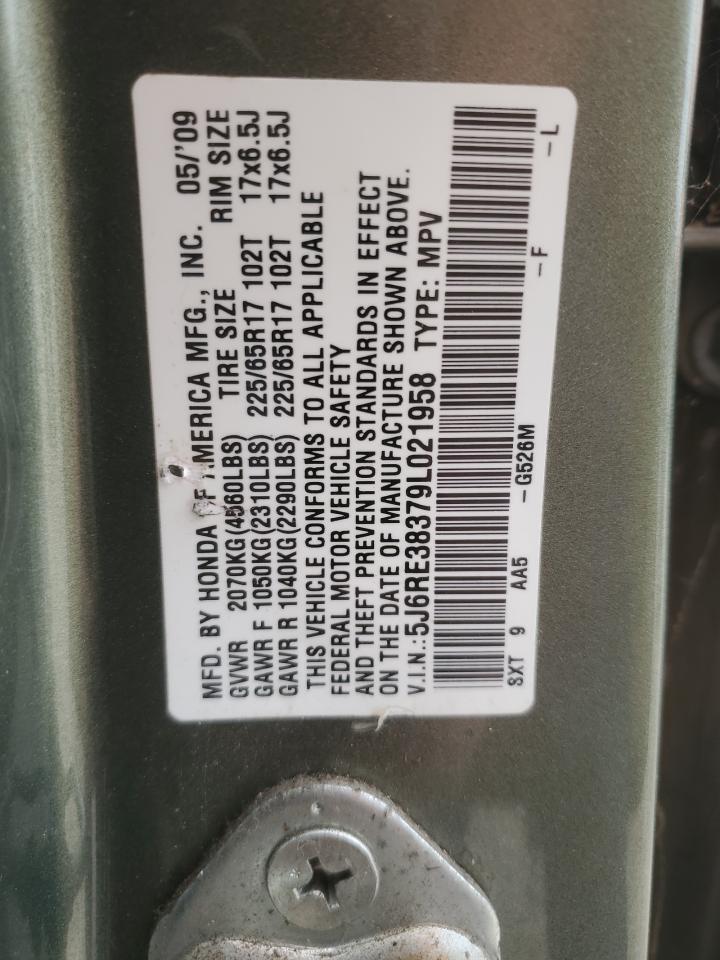 MFD. BY HONDA OF AMERICA MFG., INC. 05/'09
GVWR 2070KG(4560LBS) TIRE SIZE RIM SIZE
GAWR F 1050KG(2310LBS) 225/65R17 102T 17x6.5J
GAWR R 1040KG(2290LBS) 225/65R17 102T 17x6.5J
THIS VEHICLE CONFORMS TO ALL APPLICABLE
FEDERAL MOTOR VEHICLE SAFETY
AND THEFT PREVENTION STANDARDS IN EFFECT
ON THE DATE OF MANUFACTURE SHOWN ABOVE.
V.I.N.:5J6RE38379L021958 TYPE: MPV
SXT 9 AA5 -G526M -F -L